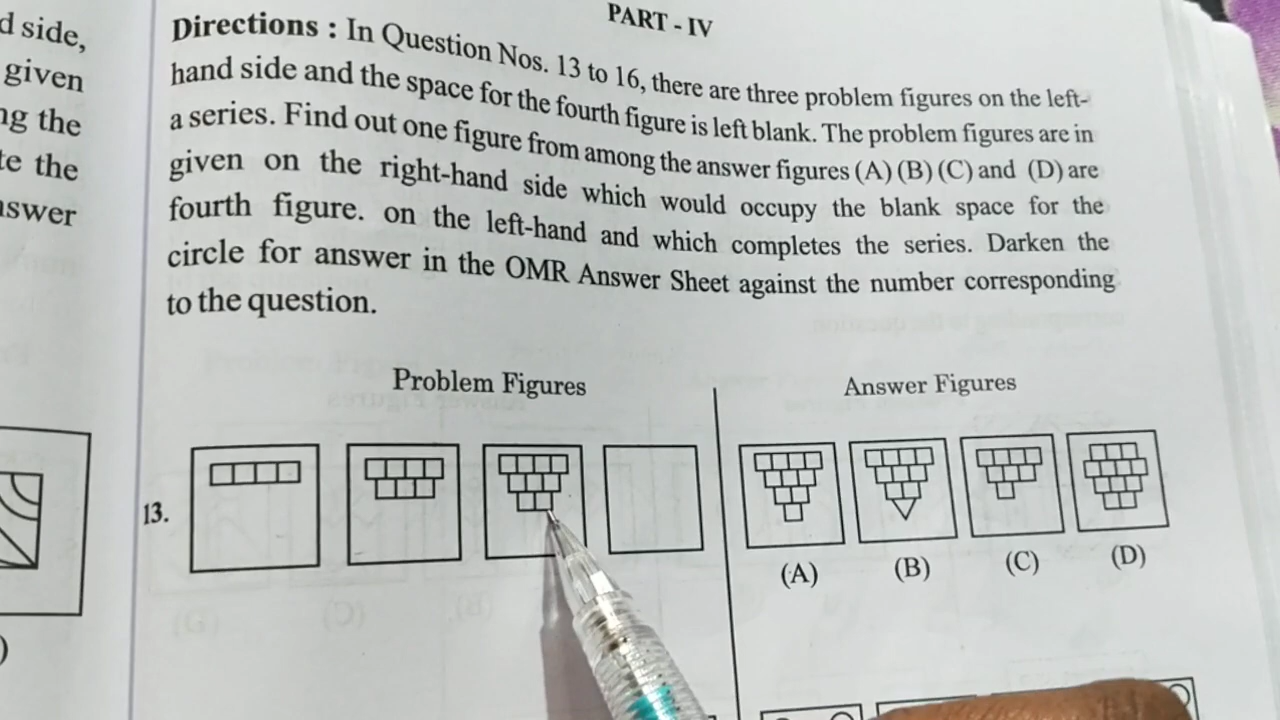 d side,
given
ng the
te the
nswer
)
PART - IV
Directions : In Question Nos. 13 to 16, there are three problem figures on the left-
hand side and the space for the fourth figure is left blank. The problem figures are in
a series. Find out one figure from among the answer figures (A) (B) (C) and (D) are
given on the right-hand side which would occupy the blank space for the
fourth figure. on the left-hand and which completes the series. Darken the
circle for answer in the OMR Answer Sheet against the number corresponding
to the question.
Problem Figures
Answer Figures
13.
(A) (B) (C) (D)